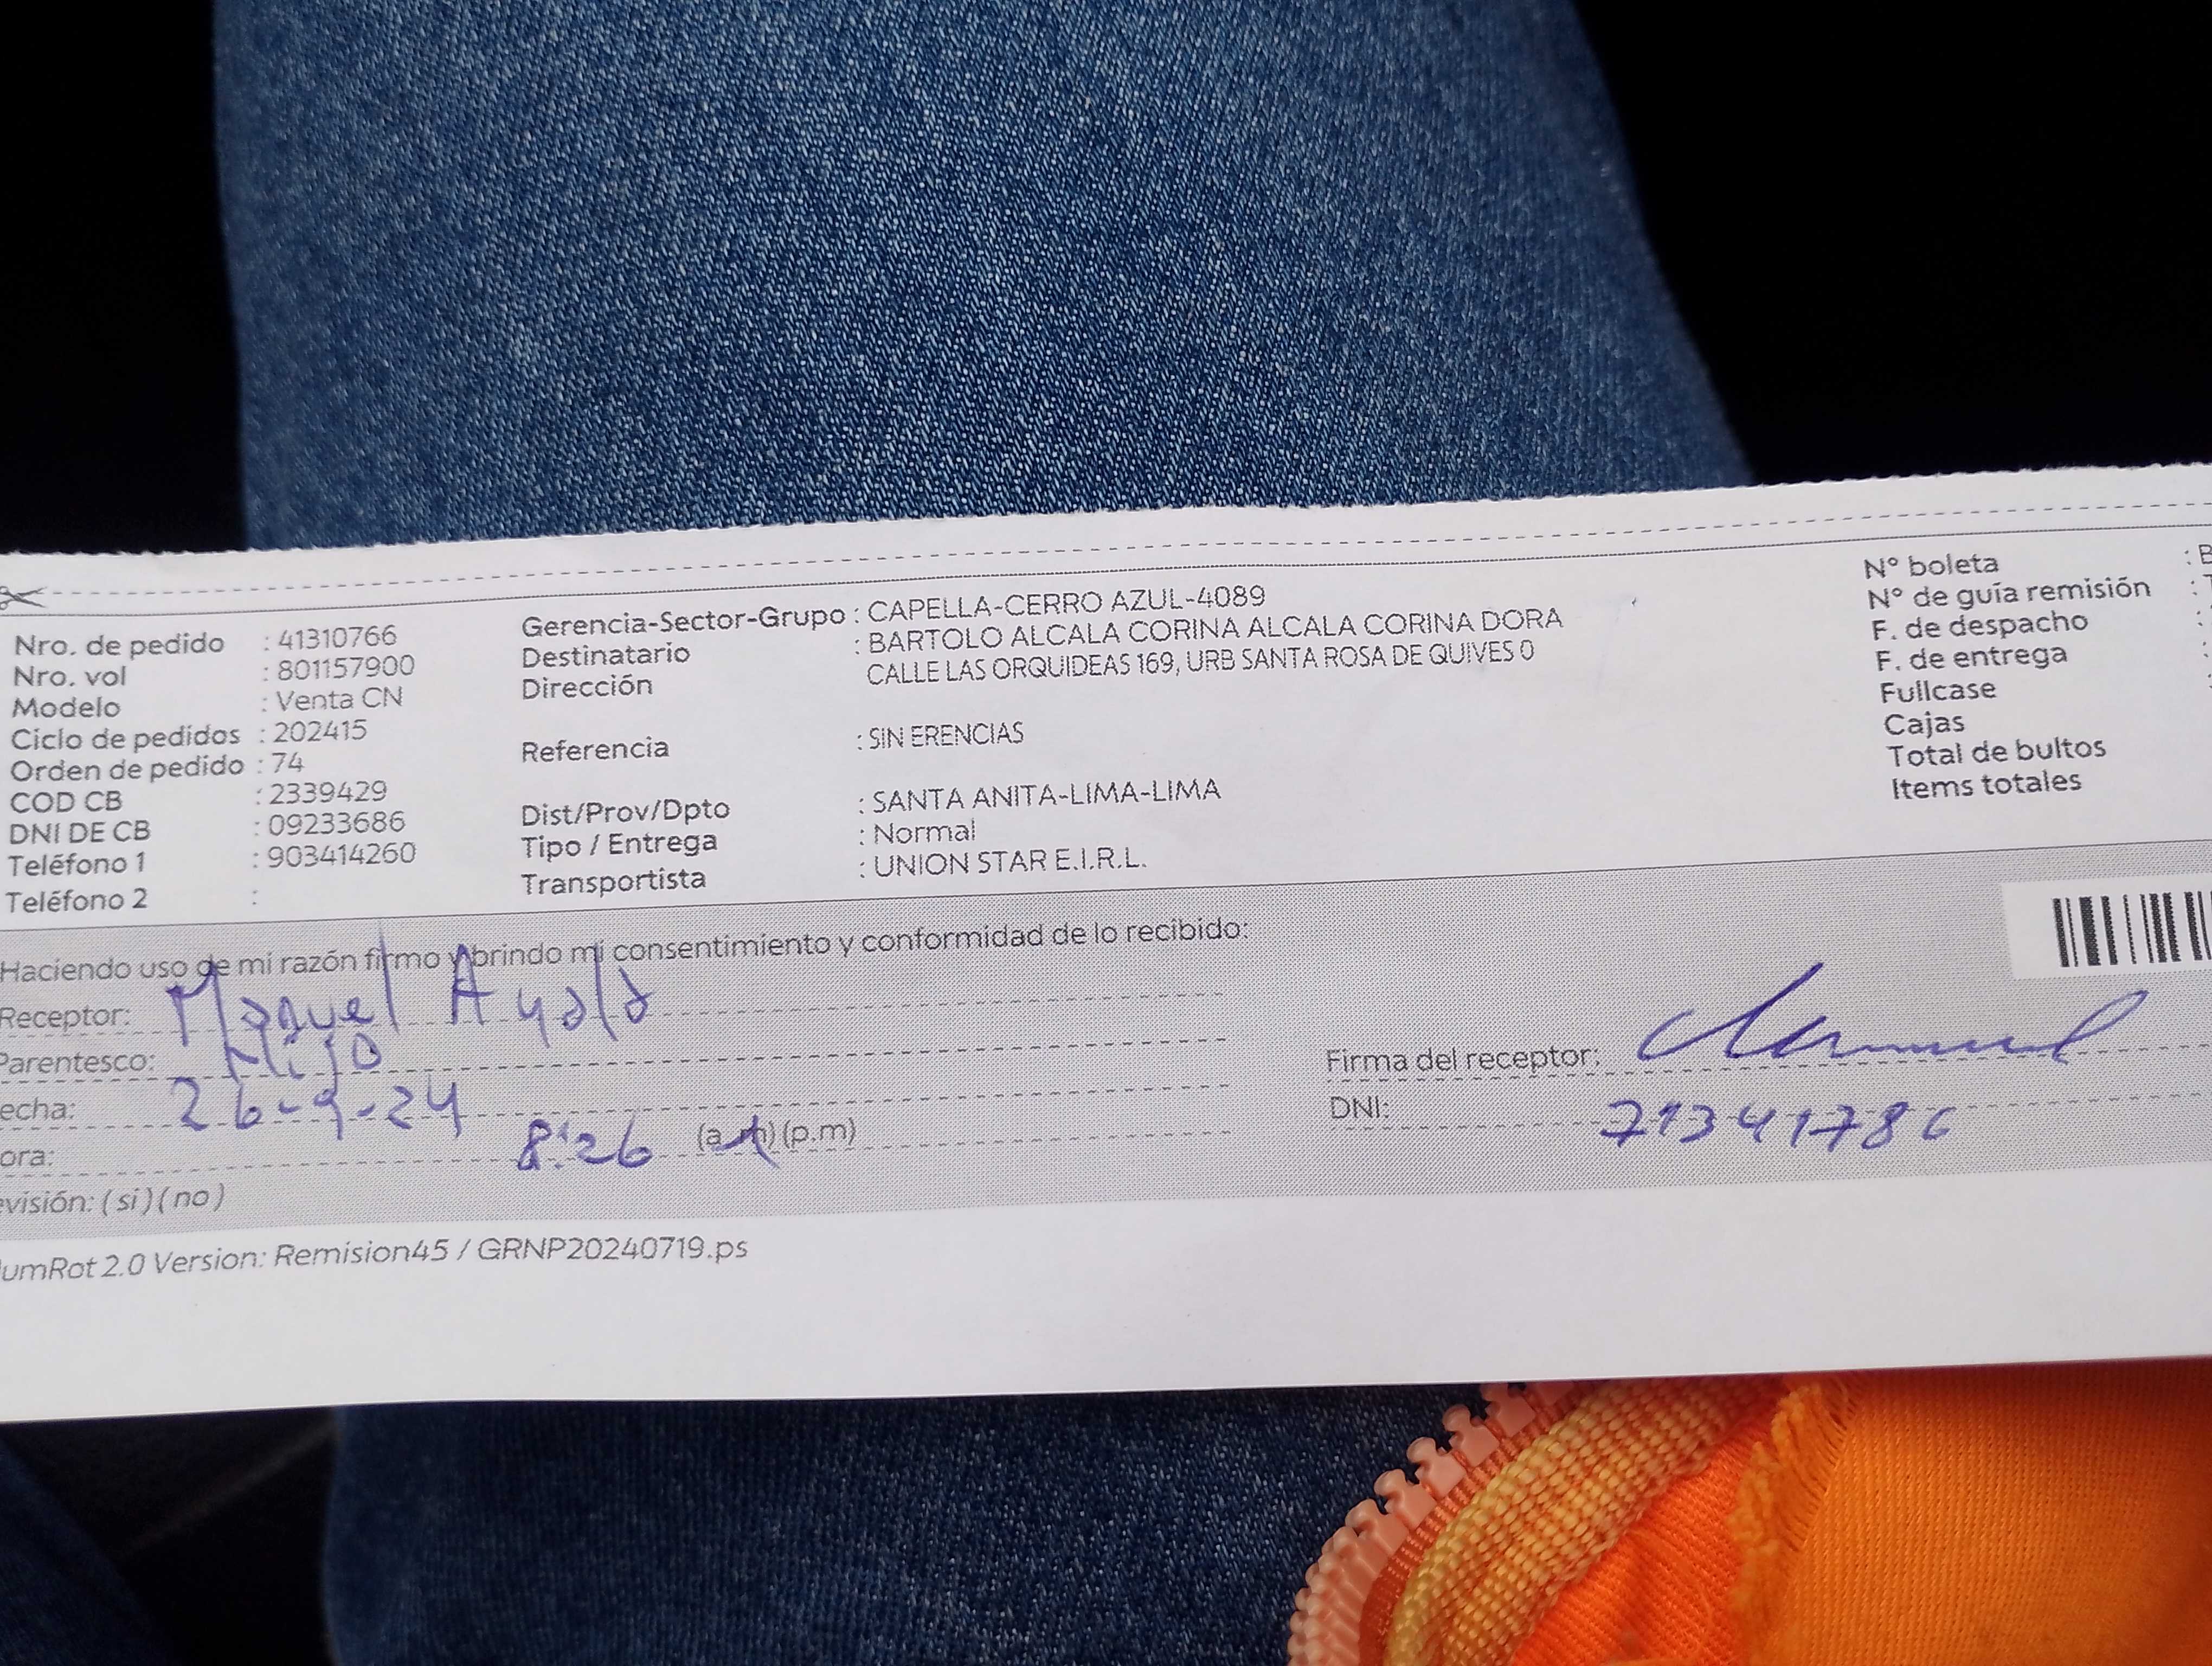 Nro. de pedido : 41310766
Nro. vol : 801157900
Modelo : Venta CN
Ciclo de pedidos : 202415
Orden de pedido : 74
COD CB : 2339429
DNI DE CB : 09233686
Teléfono 1 : 903414260
Teléfono 2 :
Gerencia-Sector-Grupo : CAPELLA-CERRO AZUL-4089
Destinatario : BARTOLO ALCALA CORINA ALCALA CORINA DORA
Dirección CALLE LAS ORQUIDEAS 169, URB SANTA ROSA DE QUIVES 0
Referencia : SIN ERENCIAS
Dist/Prov/Dpto : SANTA ANITA-LIMA-LIMA
Tipo / Entrega : Normal
Transportista : UNION STAR E.I.R.L.
N° boleta : B
N° de guía remisión : T
F. de despacho :
F. de entrega :
Fullcase :
Cajas
Total de bultos
Items totales
Haciendo uso de mi razón firmo y brindo mi consentimiento y conformidad de lo recibido:
Receptor: Manuel Ayala
Parentesco: Hijo
echa: 26-9-24
ora: 8:26 (a.m) (p.m)
evisión: (si) (no)
Firma del receptor:
DNI: 71341786
umRot 2.0 Version: Remision45 / GRNP20240719.ps